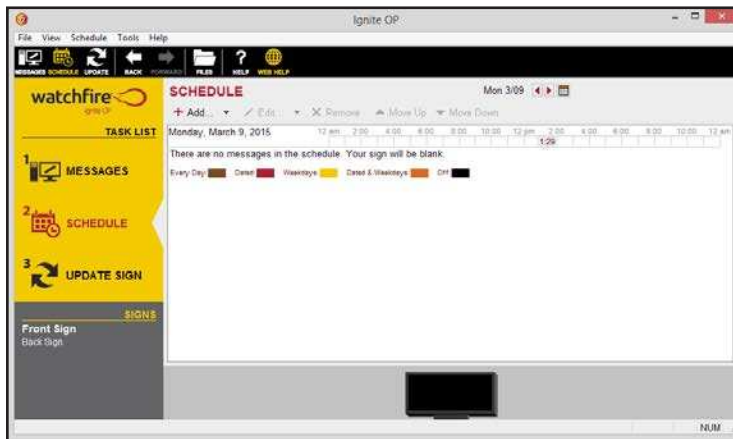 Ignite OP
File View Schedule Tools Help
MESSAGES SCHEDULE UPDATE BACK FORWARD FILES HELP WEB HELP
watchfire
Ignite OP
TASK LIST
1 MESSAGES
2 SCHEDULE
3 UPDATE SIGN
SIGNS
Front Sign
Back Sign
SCHEDULE Mon 3/09
+ Add... Edit... X Remove Move Up Move Down
Monday, March 9, 2015 12 am 2:00 4:00 6:00 8:00 10:00 12 pm 2:00 4:00 6:00 8:00 10:00 12 am
1:29
There are no messages in the schedule. Your sign will be blank.
Every Day: Dated: Weekdays: Dated & Weekdays: Off:
NUM